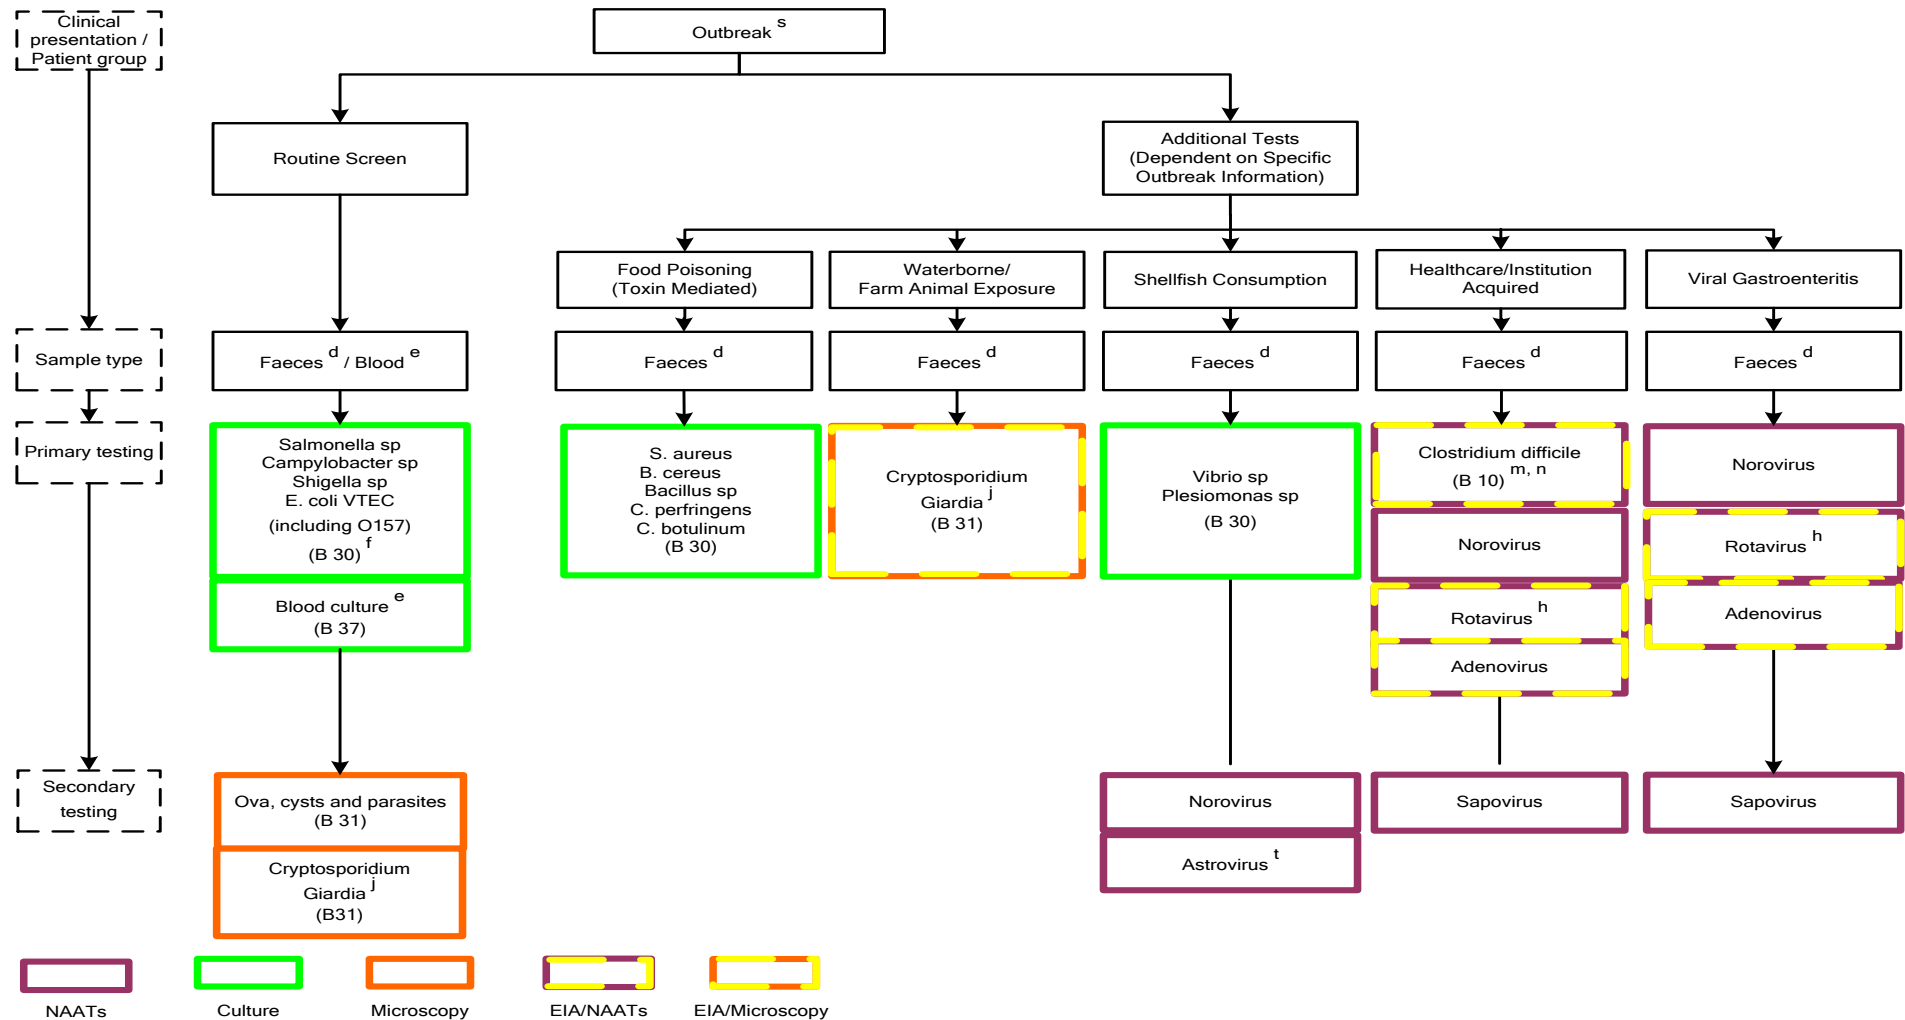 Clinical
presentation /
Patient group
Outbreak s
Routine Screen
Additional Tests
(Dependent on Specific
Outbreak Information)
Food Poisoning
(Toxin Mediated)
Waterborne/
Farm Animal Exposure
Shellfish Consumption
Healthcare/Institution
Acquired
Viral Gastroenteritis
Sample type
Faeces d / Blood e
Faeces d
Faeces d
Faeces d
Faeces d
Faeces d
Primary testing
Salmonella sp
Campylobacter sp
Shigella sp
E. coli VTEC
(including O157)
(B 30) f
Blood culture e
(B 37)
S. aureus
B. cereus
Bacillus sp
C. perfringens
C. botulinum
(B 30)
Cryptosporidium
Giardia j
(B 31)
Vibrio sp
Plesiomonas sp
(B 30)
Clostridium difficile
(B 10) m, n
Norovirus
Rotavirus h
Adenovirus
Norovirus
Rotavirus h
Adenovirus
Secondary
testing
Ova, cysts and parasites
(B 31)
Cryptosporidium
Giardia j
(B31)
Norovirus
Astrovirus t
Sapovirus
Sapovirus
NAATs
Culture
Microscopy
EIA/NAATs
EIA/Microscopy